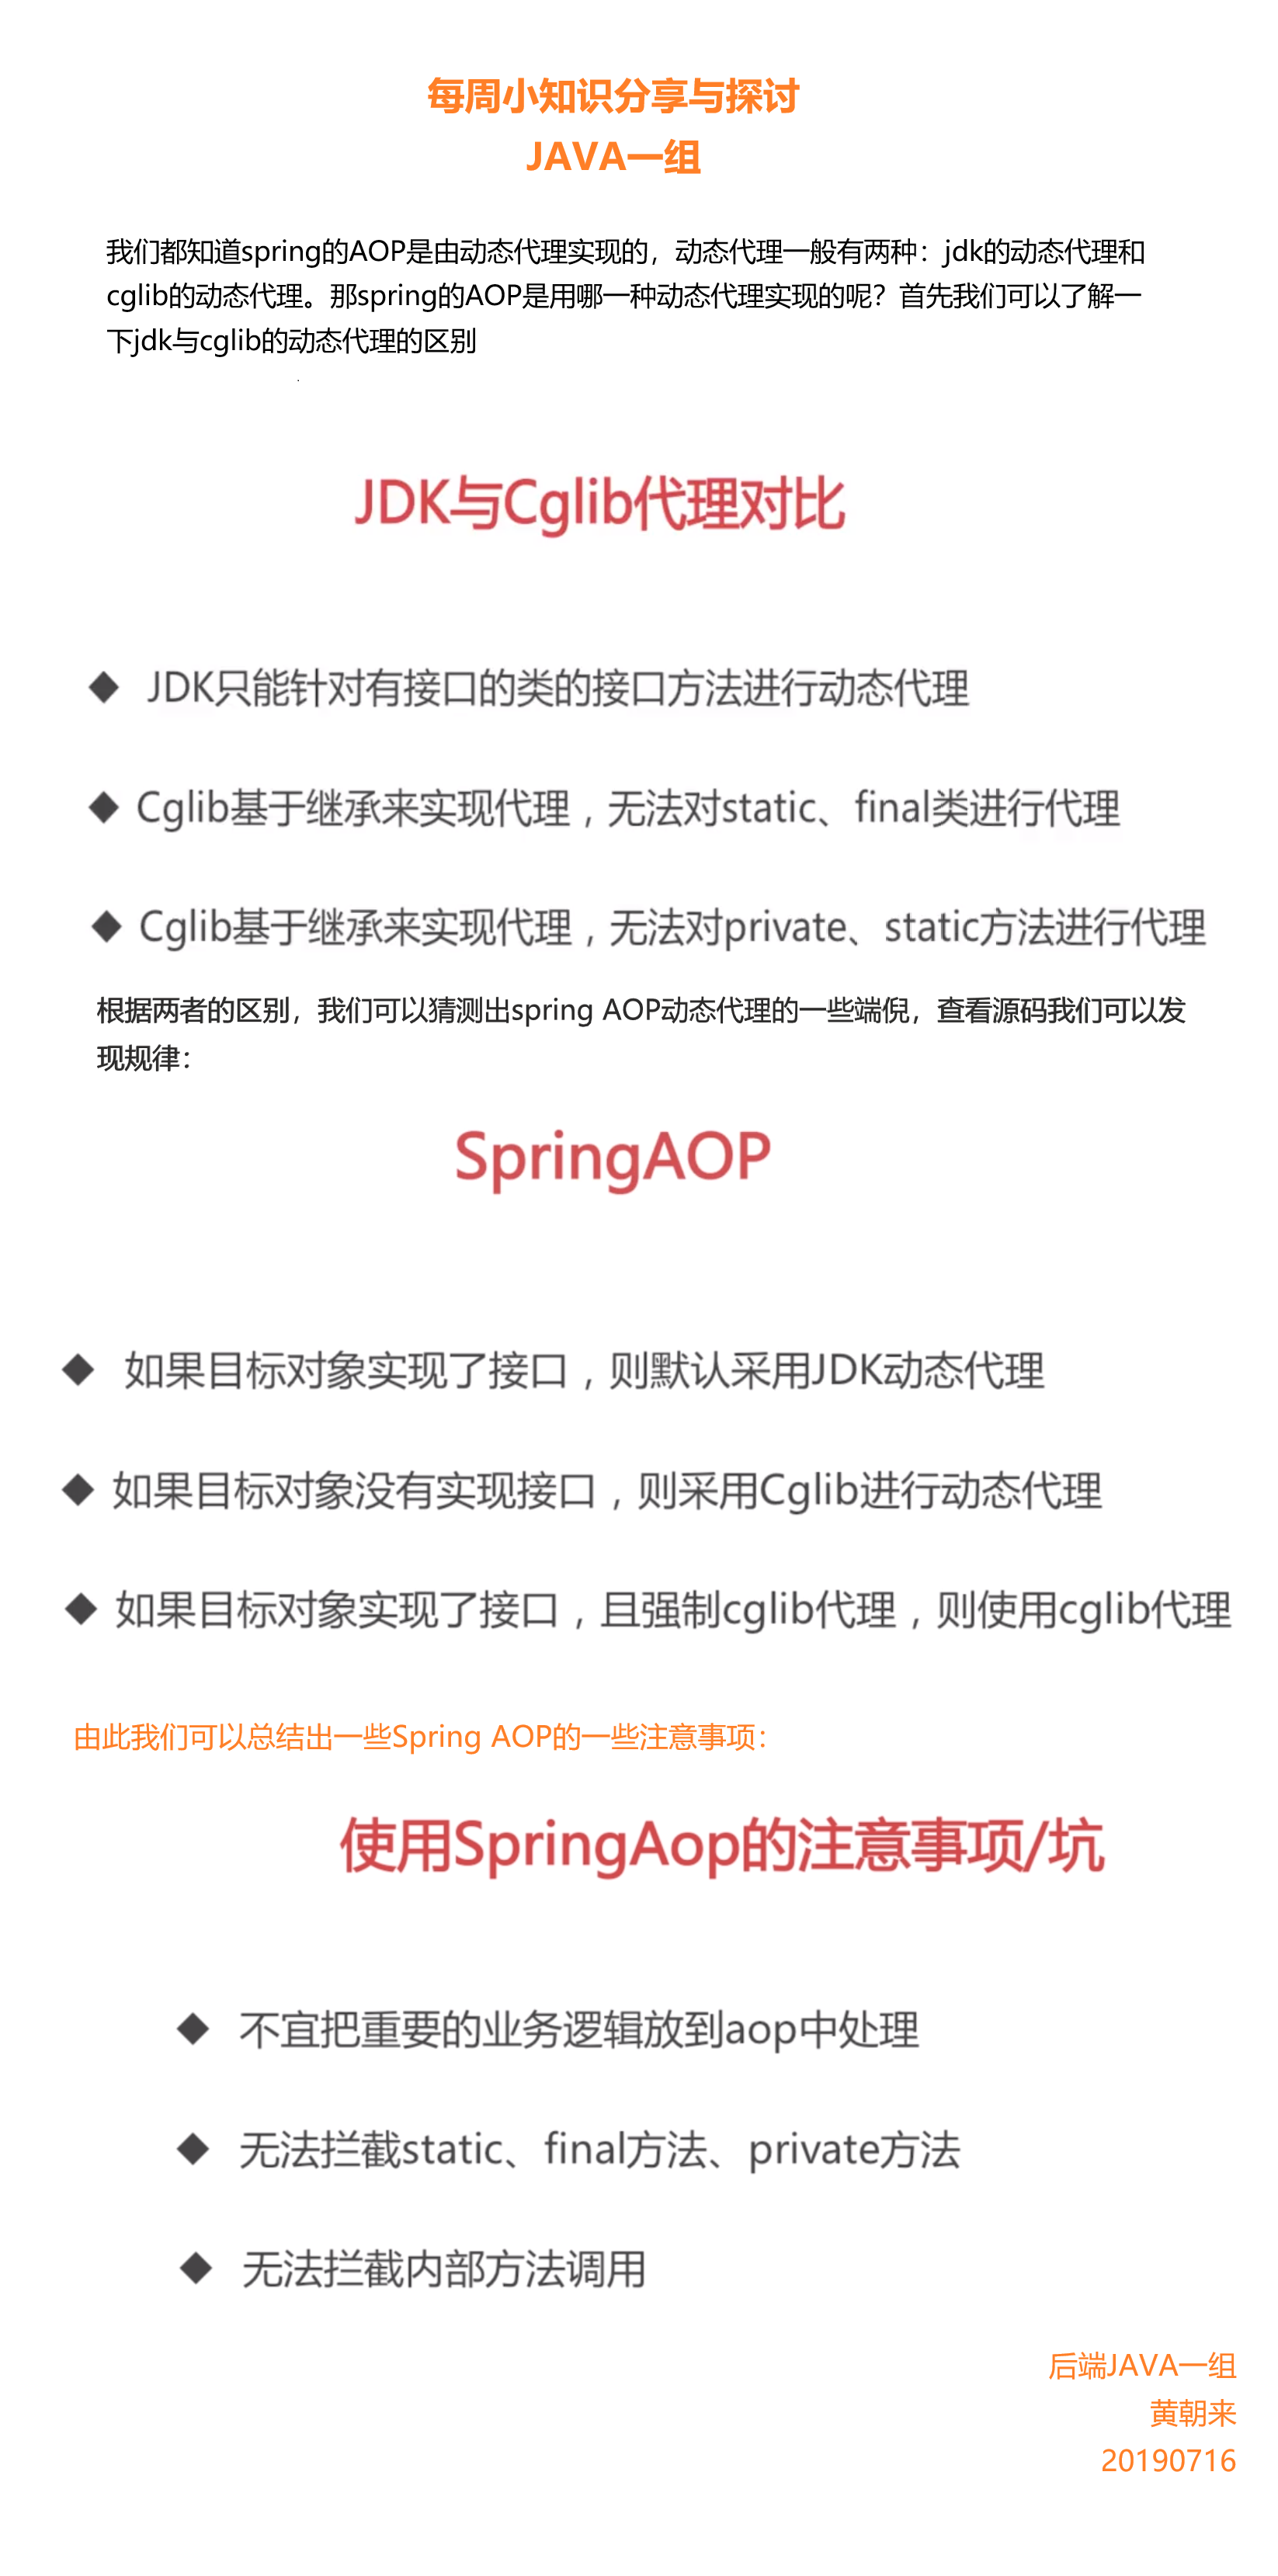 每周小知识分享与探讨
JAVA一组
我们都知道spring的AOP是由动态代理实现的，动态代理一般有两种：jdk的动态代理和
cglib的动态代理。那spring的AOP是用哪一种动态代理实现的呢？首先我们可以了解一
下jdk与cglib的动态代理的区别
JDK与Cglib代理对比
◆ JDK只能针对有接口的类的接口方法进行动态代理
◆ Cglib基于继承来实现代理，无法对static、final类进行代理
◆ Cglib基于继承来实现代理，无法对private、static方法进行代理
根据两者的区别，我们可以猜测出spring AOP动态代理的一些端倪，查看源码我们可以发
现规律：
SpringAOP
◆ 如果目标对象实现了接口，则默认采用JDK动态代理
◆ 如果目标对象没有实现接口，则采用Cglib进行动态代理
◆ 如果目标对象实现了接口，且强制cglib代理，则使用cglib代理
由此我们可以总结出一些Spring AOP的一些注意事项：
使用SpringAop的注意事项/坑
◆ 不宜把重要的业务逻辑放到aop中处理
◆ 无法拦截static、final方法、private方法
◆ 无法拦截内部方法调用
后端JAVA一组
黄朝来
20190716